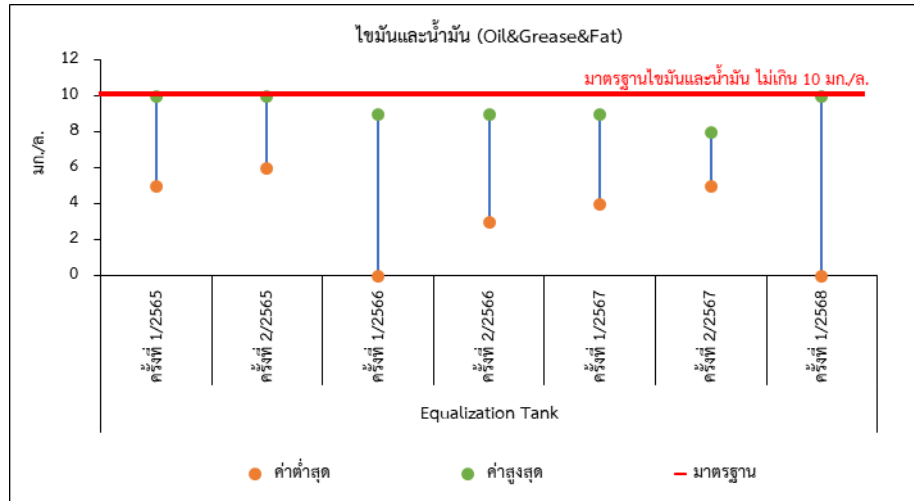 ไขมันและน้ำมัน (Oil&Grease&Fat)
มาตรฐานไขมันและน้ำมัน ไม่เกิน 10 มก./ล.
มก./ล.
12
10
8
6
4
2
0
ครั้งที่ 1/2565
ครั้งที่ 2/2565
ครั้งที่ 1/2566
ครั้งที่ 2/2566
ครั้งที่ 1/2567
ครั้งที่ 2/2567
ครั้งที่ 1/2568
Equalization Tank
ค่าต่ำสุด
ค่าสูงสุด
มาตรฐาน